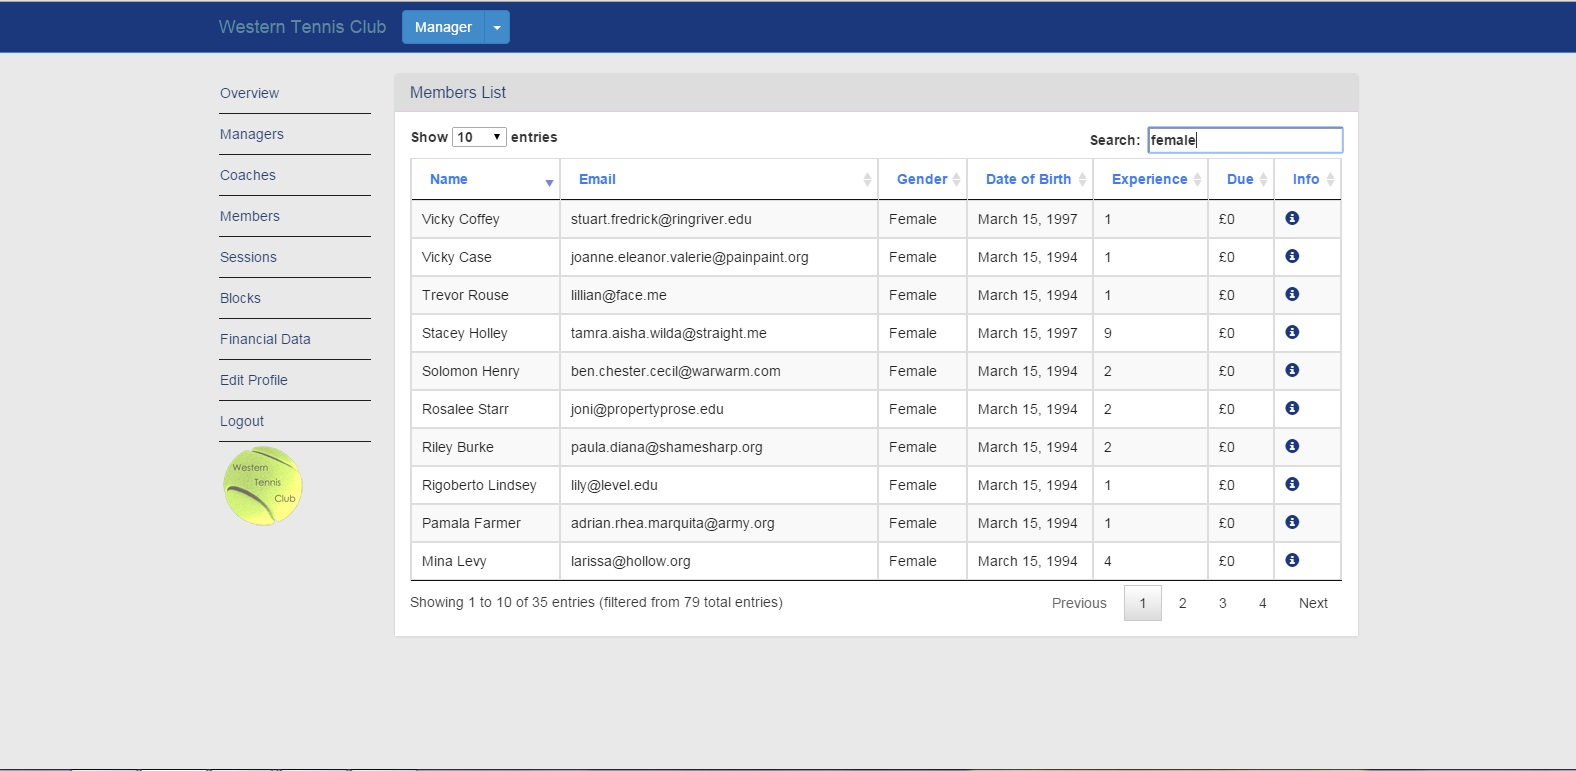 Western Tennis Club Manager
Overview
Managers
Coaches
Members
Sessions
Blocks
Financial Data
Edit Profile
Logout
Western
Tennis
Club
Members List
Show 10 entries Search: female
Name Email Gender Date of Birth Experience Due Info
Vicky Coffey stuart.fredrick@ringriver.edu Female March 15, 1997 1 £0
Vicky Case joanne.eleanor.valerie@painpaint.org Female March 15, 1994 1 £0
Trevor Rouse lillian@face.me Female March 15, 1994 1 £0
Stacey Holley tamra.aisha.wilda@straight.me Female March 15, 1997 9 £0
Solomon Henry ben.chester.cecil@warwarm.com Female March 15, 1994 2 £0
Rosalee Starr joni@propertyprose.edu Female March 15, 1994 2 £0
Riley Burke paula.diana@shamesharp.org Female March 15, 1994 2 £0
Rigoberto Lindsey lily@level.edu Female March 15, 1994 1 £0
Pamala Farmer adrian.rhea.marquita@army.org Female March 15, 1994 1 £0
Mina Levy larissa@hollow.org Female March 15, 1994 4 £0
Showing 1 to 10 of 35 entries (filtered from 79 total entries) Previous 1 2 3 4 Next